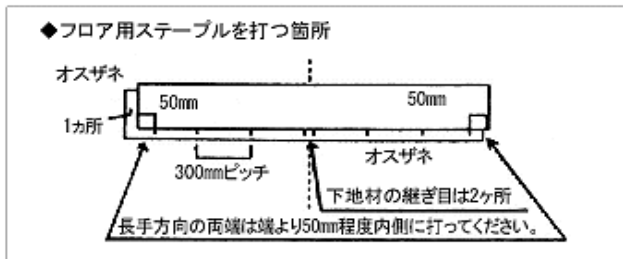 ◆フロア用ステープルを打つ箇所
オスザネ
50mm
50mm
1ヵ所
オスザネ
300mmピッチ
下地材の継ぎ目は2ヶ所
長手方向の両端は端より50mm程度内側に打ってください。